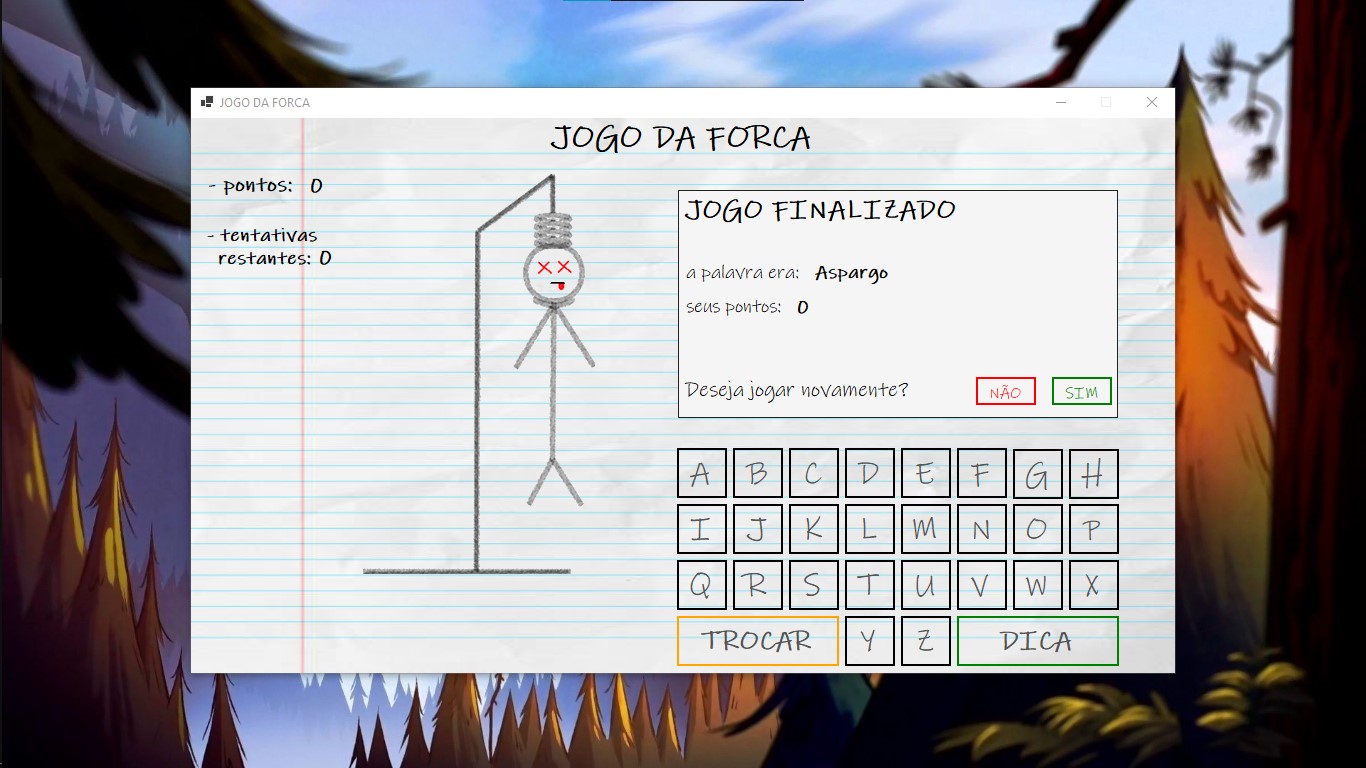 JOGO DA FORCA
JOGO DA FORCA
- pontos: 0
- tentativas
restantes: 0
JOGO FINALIZADO
a palavra era: Aspargo
seus pontos: 0
Deseja jogar novamente? NÃO SIM
A B C D E F G H
I J K L M N O P
Q R S T U V W X
TROCAR Y Z DICA